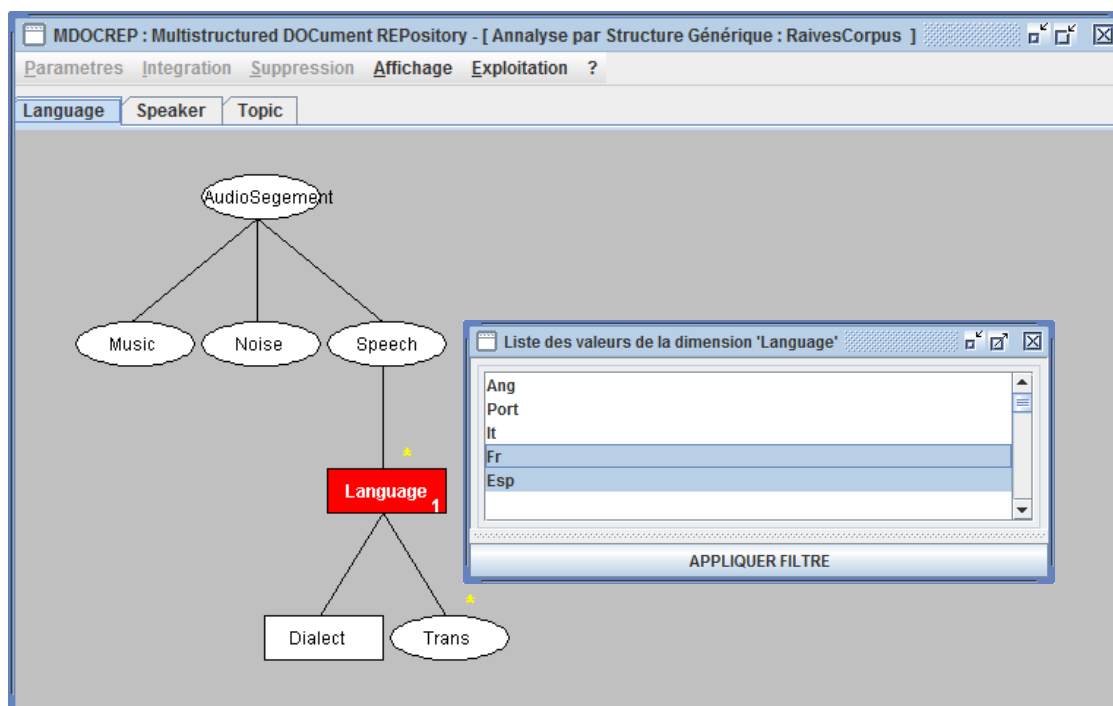 MDOCREP : Multistructured DOCument REPository - [ Annalyse par Structure Générique : RaivesCorpus ]
Parametres Integration Suppression Affichage Exploitation ?
Language Speaker Topic
AudioSegement
Music Noise Speech
Liste des valeurs de la dimension 'Language'
Ang
Port
It
Fr
Esp
*
Language 1
APPLIQUER FILTRE
*
Dialect Trans